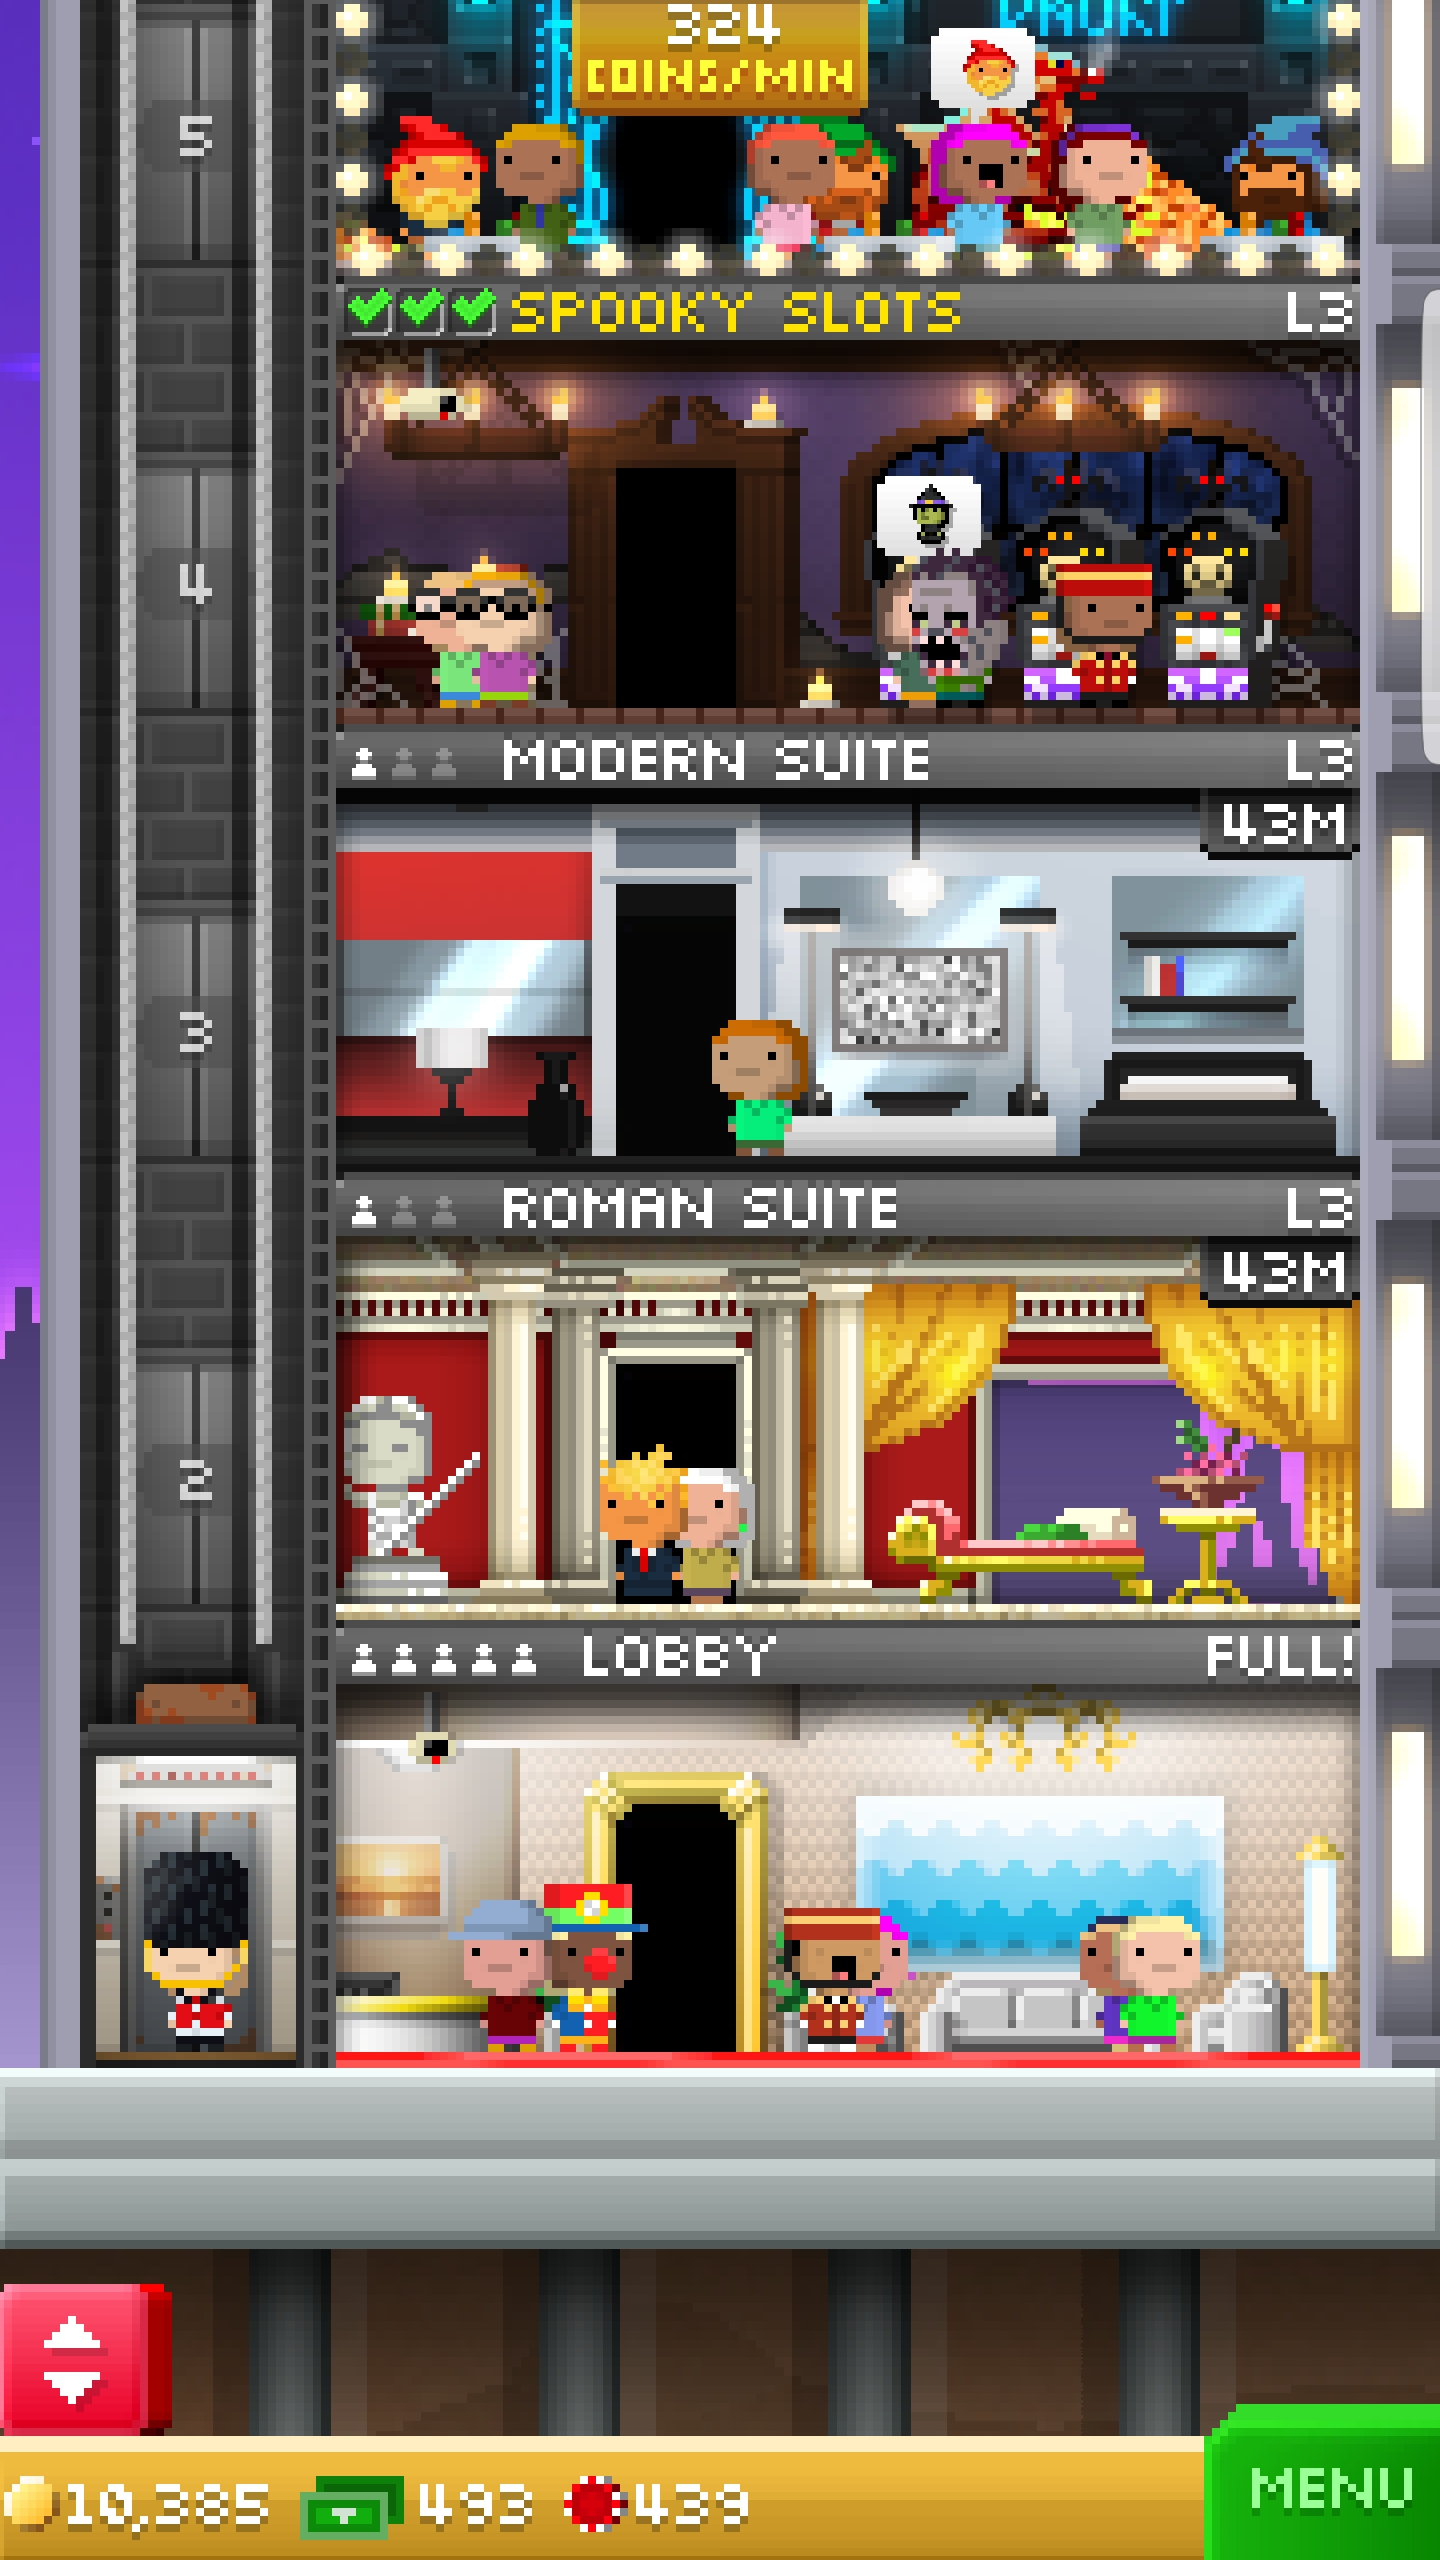 324
COINS/MIN
5
SPOOKY SLOTS L3
4
MODERN SUITE L3
43M
3
ROMAN SUITE L3
43M
2
LOBBY FULL!
10,385 493 439
MENU